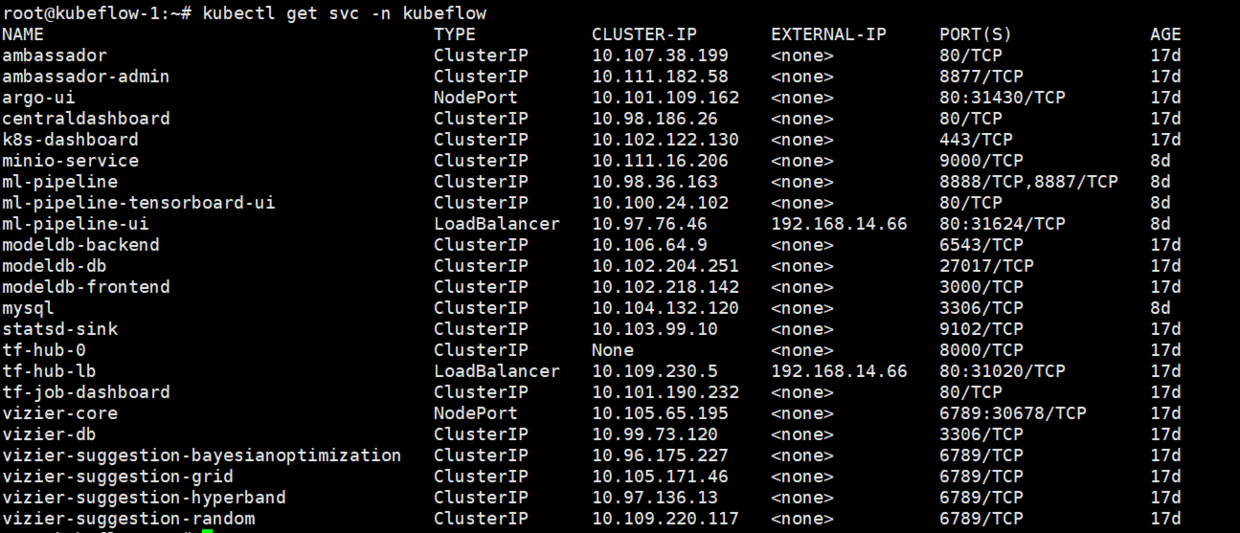 root@kubeflow-1:~# kubectl get svc -n kubeflow
NAME TYPE CLUSTER-IP EXTERNAL-IP PORT(S) AGE
ambassador ClusterIP 10.107.38.199 <none> 80/TCP 17d
ambassador-admin ClusterIP 10.111.182.58 <none> 8877/TCP 17d
argo-ui NodePort 10.101.109.162 <none> 80:31430/TCP 17d
centraldashboard ClusterIP 10.98.186.26 <none> 80/TCP 17d
k8s-dashboard ClusterIP 10.102.122.130 <none> 443/TCP 17d
minio-service ClusterIP 10.111.16.206 <none> 9000/TCP 8d
ml-pipeline ClusterIP 10.98.36.163 <none> 8888/TCP,8887/TCP 8d
ml-pipeline-tensorboard-ui ClusterIP 10.100.24.102 <none> 80/TCP 8d
ml-pipeline-ui LoadBalancer 10.97.76.46 192.168.14.66 80:31624/TCP 8d
modeldb-backend ClusterIP 10.106.64.9 <none> 6543/TCP 17d
modeldb-db ClusterIP 10.102.204.251 <none> 27017/TCP 17d
modeldb-frontend ClusterIP 10.102.218.142 <none> 3000/TCP 17d
mysql ClusterIP 10.104.132.120 <none> 3306/TCP 8d
statsd-sink ClusterIP 10.103.99.10 <none> 9102/TCP 17d
tf-hub-0 ClusterIP None <none> 8000/TCP 17d
tf-hub-lb LoadBalancer 10.109.230.5 192.168.14.66 80:31020/TCP 17d
tf-job-dashboard ClusterIP 10.101.190.232 <none> 80/TCP 17d
vizier-core NodePort 10.105.65.195 <none> 6789:30678/TCP 17d
vizier-db ClusterIP 10.99.73.120 <none> 3306/TCP 17d
vizier-suggestion-bayesianoptimization ClusterIP 10.96.175.227 <none> 6789/TCP 17d
vizier-suggestion-grid ClusterIP 10.105.171.46 <none> 6789/TCP 17d
vizier-suggestion-hyperband ClusterIP 10.97.136.13 <none> 6789/TCP 17d
vizier-suggestion-random ClusterIP 10.109.220.117 <none> 6789/TCP 17d